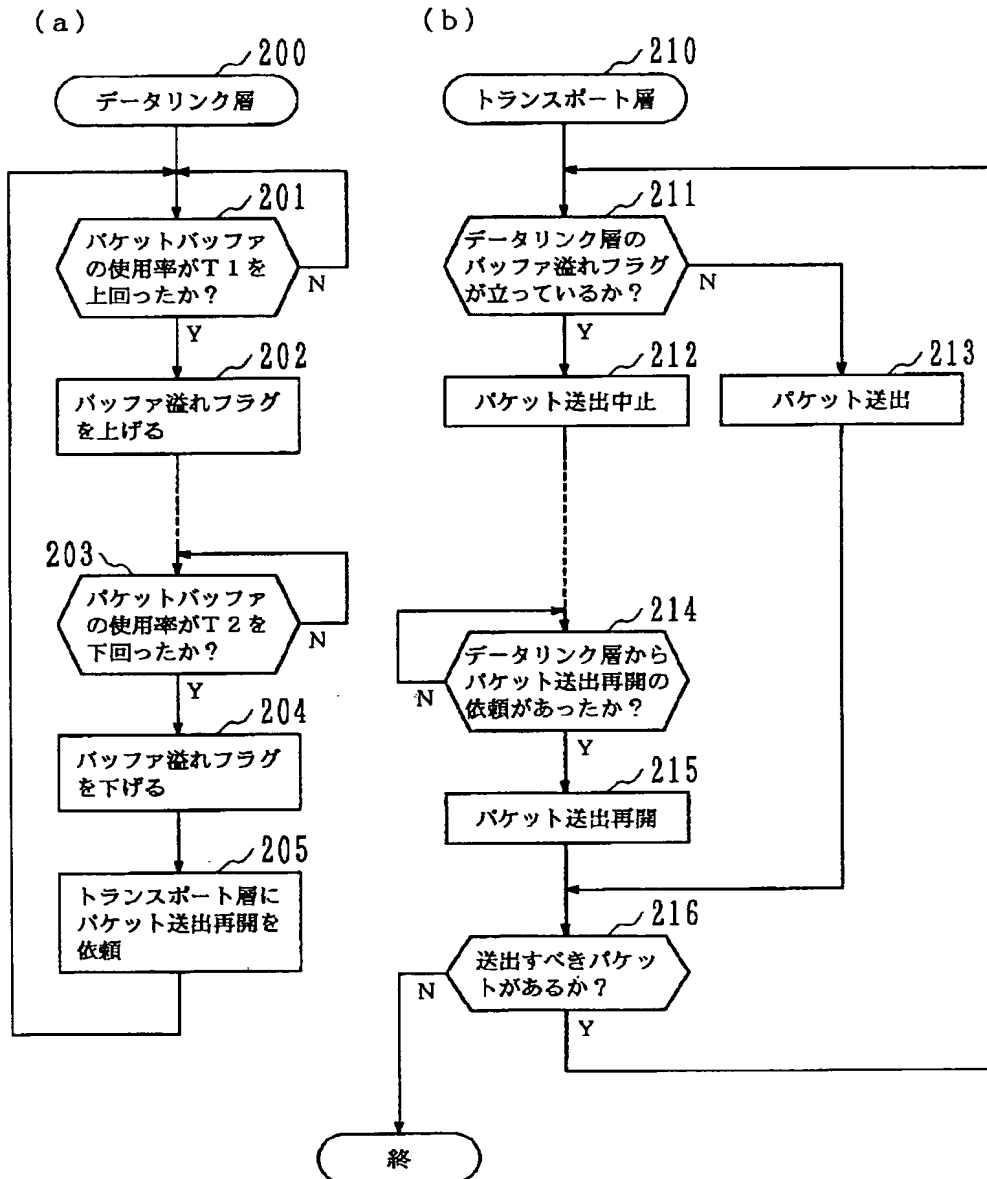 (a)
200
データリンク層
201
パケットバッファ
の使用率がT1を
上回ったか?
N
Y
202
バッファ溢れフラグ
を上げる
203
パケットバッファ
の使用率がT2を
下回ったか?
N
Y
204
バッファ溢れフラグ
を下げる
205
トランスポート層に
パケット送出再開を
依頼
(b)
210
トランスポート層
211
データリンク層の
バッファ溢れフラグ
が立っているか?
N
Y
212
パケット送出中止
213
パケット送出
214
データリンク層から
パケット送出再開の
依頼があったか?
N
Y
215
パケット送出再開
216
送出すべきパケッ
トがあるか?
N
Y
終